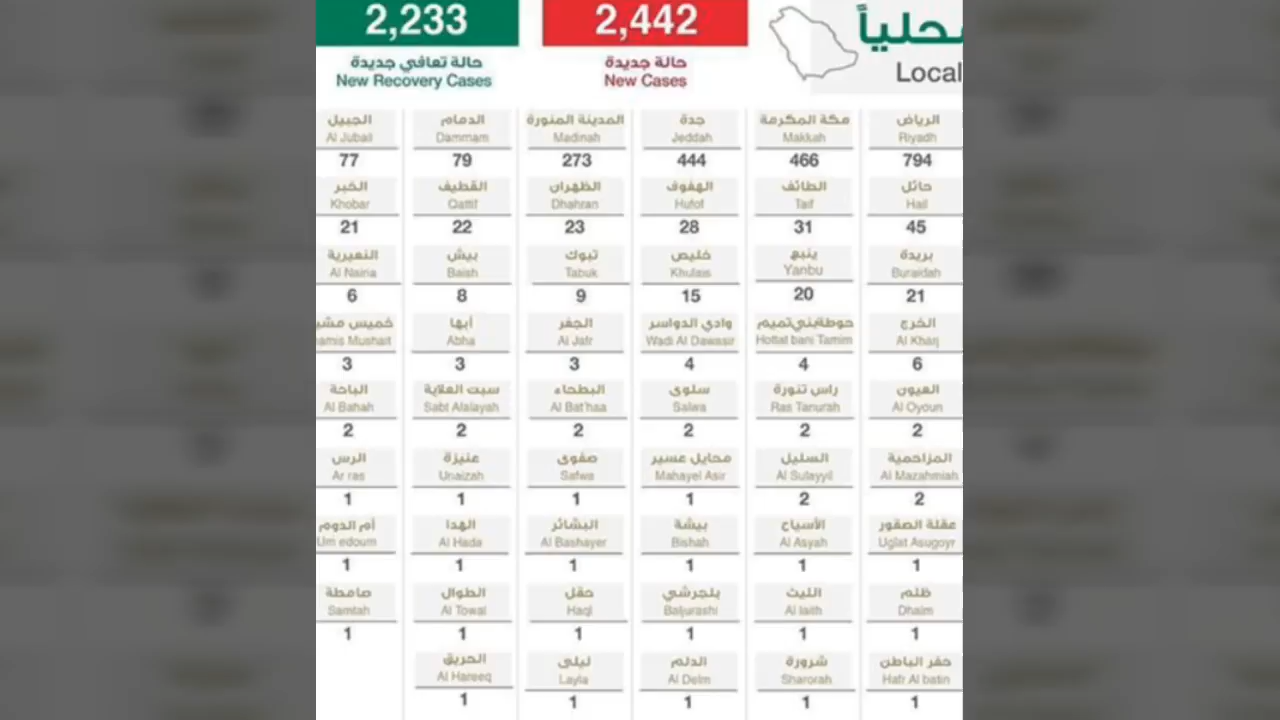 2,233
2,442
محلياً
حالة تعافي جديدة
حالة جديدة
New Recovery Cases
New Cases
Local
الرياض
مكة المكرمة
جدة
المدينة المنورة
الدمام
الجبيل
Riyadh
Makkah
Jeddah
Madinah
Dammam
Al Jubail
794
466
444
273
79
77
حائل
الطائف
الهفوف
الظهران
القطيف
الخبر
Hail
Taif
Hufof
Dhahran
Qattif
Khobar
45
31
28
23
22
21
بريدة
ينبع
خليص
تبوك
بيش
النعيرية
Buraidah
Yanbu
Khulais
Tabuk
Baish
Al Nairia
21
20
15
9
8
6
الخرج
حوطة بني تميم
وادي الدواسر
الجفر
أبها
خميس مشي
Al Kharj
Hottat bani Tamim
Wadi Al Dawasir
Al Jafr
Abha
amis Mushait
6
4
4
3
3
3
العيون
راس تنورة
سلوى
البطحاء
سبت العلاية
الباحة
Al Oyoun
Ras Tanurah
Salwa
Al Bat'haa
Sabt Alalayah
Al Bahah
2
2
2
2
2
2
المزاحمية
السليل
محايل عسير
صفوى
عنيزة
الرس
Al Mazahmiah
Al Sulayyil
Mahayel Asir
Safwa
Unaizah
Ar ras
2
2
1
1
1
1
عقلة الصقور
الأسياح
بيشة
البشائر
الهدا
أم الدوم
Uglat Asugoyr
Al Asyah
Bishah
Al Bashayer
Al Hada
Um edoum
1
1
1
1
1
1
ظلم
الليث
بلجرشي
حقل
الطوال
صامطة
Dhalm
Al laith
Baljurashi
Haql
Al Towal
Samtah
1
1
1
1
1
1
حفر الباطن
شرورة
الدلم
ليلى
الحريق
Hafr Al batin
Sharorah
Al Delm
Layla
Al Hareeq
1
1
1
1
1